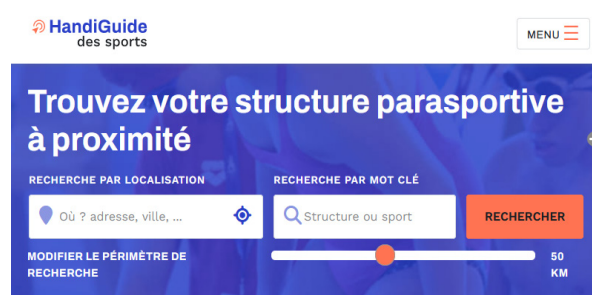 HandiGuide
des sports
MENU
Trouvez votre structure parasportive
à proximité
RECHERCHE PAR LOCALISATION
RECHERCHE PAR MOT CLÉ
Où ? adresse, ville, ...
Structure ou sport
RECHERCHER
MODIFIER LE PÉRIMÈTRE DE
RECHERCHE
50
KM